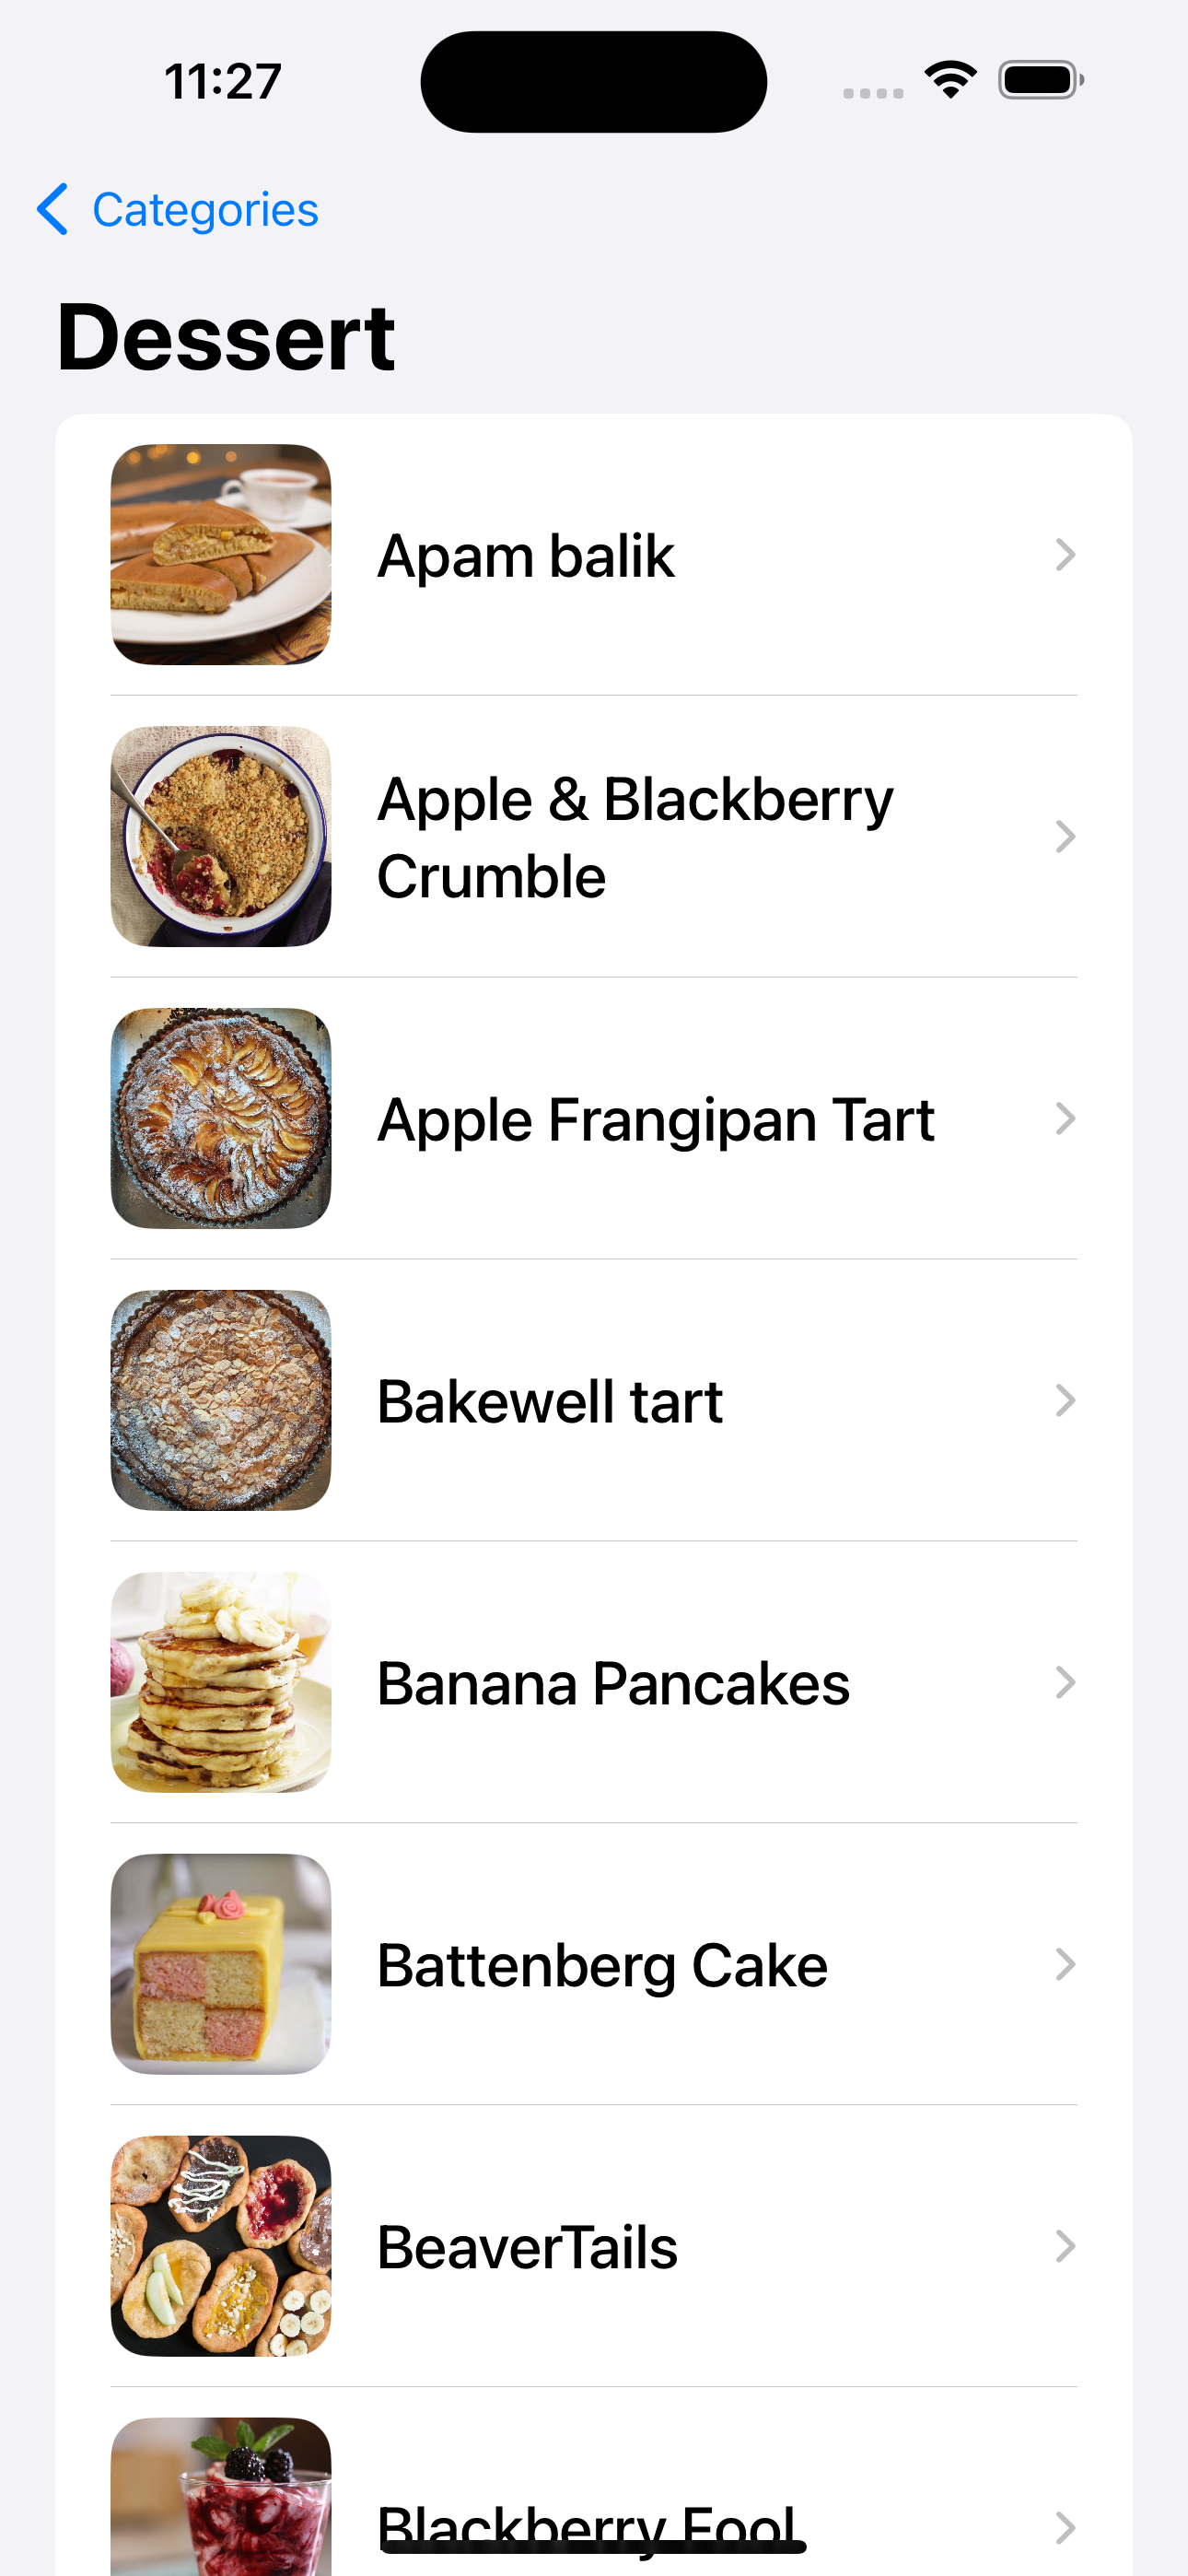 11:27
Categories
Dessert
Apam balik
Apple & Blackberry
Crumble
Apple Frangipan Tart
Bakewell tart
Banana Pancakes
Battenberg Cake
BeaverTails
Blackberry Fool